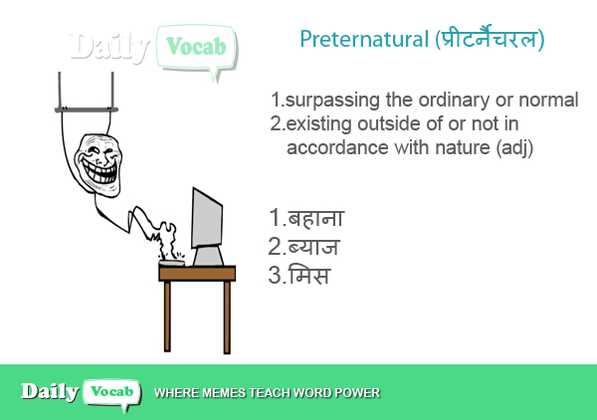 Daily Vocab
Preternatural (प्रीटर्नैचरल)
1.surpassing the ordinary or normal
2.existing outside of or not in
accordance with nature (adj)
1.बहाना
2.ब्याज
3.मिस
Daily Vocab WHERE MEMES TEACH WORD POWER